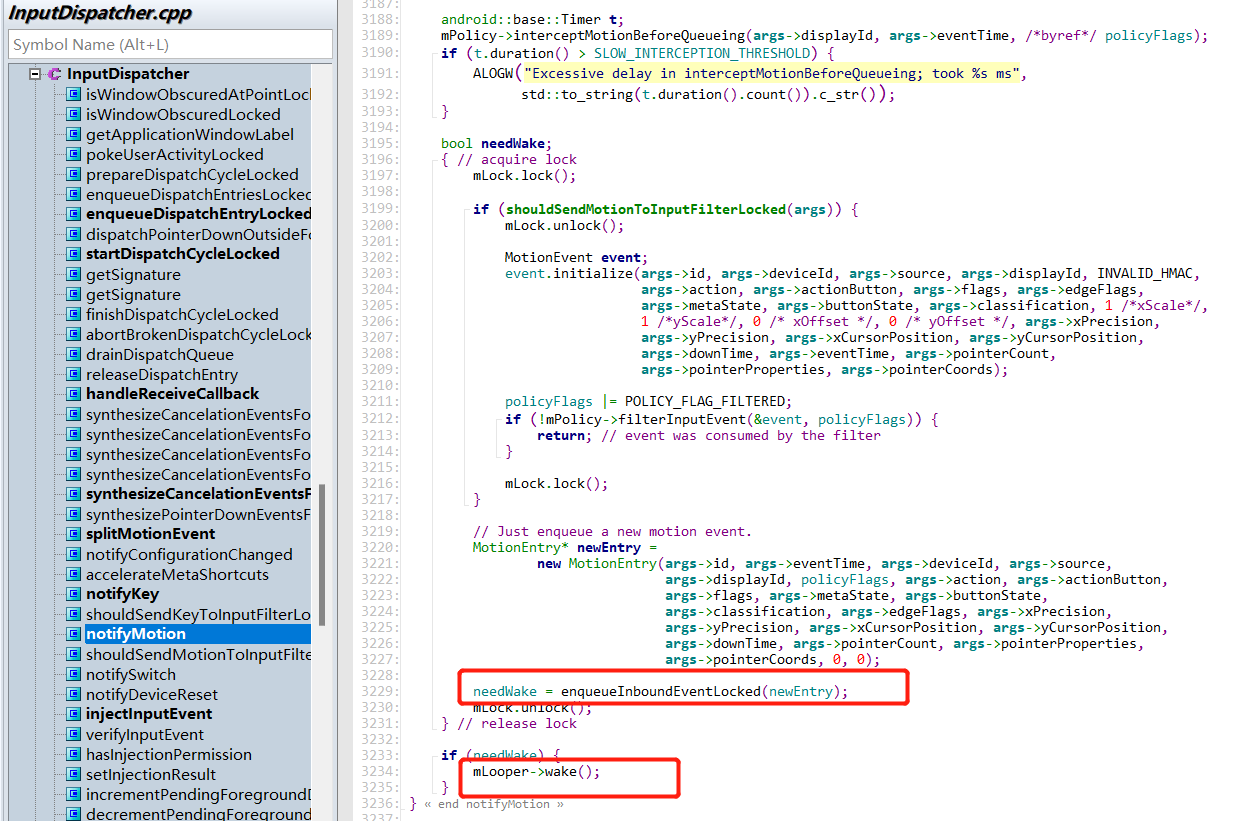 InputDispatcher.cpp
Symbol Name (Alt+L)
InputDispatcher
isWindowObscuredAtPointLoc
isWindowObscuredLocked
getApplicationWindowLabel
pokeUserActivityLocked
prepareDispatchCycleLocked
enqueueDispatchEntriesLocked
enqueueDispatchEntryLocked
dispatchPointerDownOutsideFo
startDispatchCycleLocked
getSignature
getSignature
finishDispatchCycleLocked
abortBrokenDispatchCycleLock
drainDispatchQueue
releaseDispatchEntry
handleReceiveCallback
synthesizeCancelationEventsFo
synthesizeCancelationEventsFo
synthesizeCancelationEventsFo
synthesizeCancelationEventsFo
synthesizeCancelationEventsF
synthesizePointerDownEventsF
splitMotionEvent
notifyConfigurationChanged
accelerateMetaShortcuts
notifyKey
shouldSendKeyToInputFilterLo
notifyMotion
shouldSendMotionToInputFilte
notifySwitch
notifyDeviceReset
injectInputEvent
verifyInputEvent
hasInjectionPermission
setInjectionResult
incrementPendingForegroundD
decrementPendingForeground
3187:
3188: android::base::Timer t;
3189: mPolicy->interceptMotionBeforeQueueing(args->displayId, args->eventTime, /*byref*/ policyFlags);
3190: if (t.duration() > SLOW_INTERCEPTION_THRESHOLD) {
3191: ALOGW("Excessive delay in interceptMotionBeforeQueueing; took %s ms",
3192: std::to_string(t.duration().count()).c_str());
3193: }
3194:
3195: bool needWake;
3196: { // acquire lock
3197: mLock.lock();
3198:
3199: if (shouldSendMotionToInputFilterLocked(args)) {
3200: mLock.unlock();
3201:
3202: MotionEvent event;
3203: event.initialize(args->id, args->deviceId, args->source, args->displayId, INVALID_HMAC,
3204: args->action, args->actionButton, args->flags, args->edgeFlags,
3205: args->metaState, args->buttonState, args->classification, 1 /*xScale*/,
3206: 1 /*yScale*/, 0 /* xOffset */, 0 /* yOffset */, args->xPrecision,
3207: args->yPrecision, args->xCursorPosition, args->yCursorPosition,
3208: args->downTime, args->eventTime, args->pointerCount,
3209: args->pointerProperties, args->pointerCoords);
3210:
3211: policyFlags |= POLICY_FLAG_FILTERED;
3212: if (!mPolicy->filterInputEvent(&event, policyFlags)) {
3213: return; // event was consumed by the filter
3214: }
3215:
3216: mLock.lock();
3217: }
3218:
3219: // Just enqueue a new motion event.
3220: MotionEntry* newEntry =
3221: new MotionEntry(args->id, args->eventTime, args->deviceId, args->source,
3222: args->displayId, policyFlags, args->action, args->actionButton,
3223: args->flags, args->metaState, args->buttonState,
3224: args->classification, args->edgeFlags, args->xPrecision,
3225: args->yPrecision, args->xCursorPosition, args->yCursorPosition,
3226: args->downTime, args->pointerCount, args->pointerProperties,
3227: args->pointerCoords, 0, 0);
3228:
3229: needWake = enqueueInboundEventLocked(newEntry);
3230: mLock.unlock();
3231: } // release lock
3232:
3233: if (needWake) {
3234: mLooper->wake();
3235: }
3236: } « end notifyMotion »
3237: